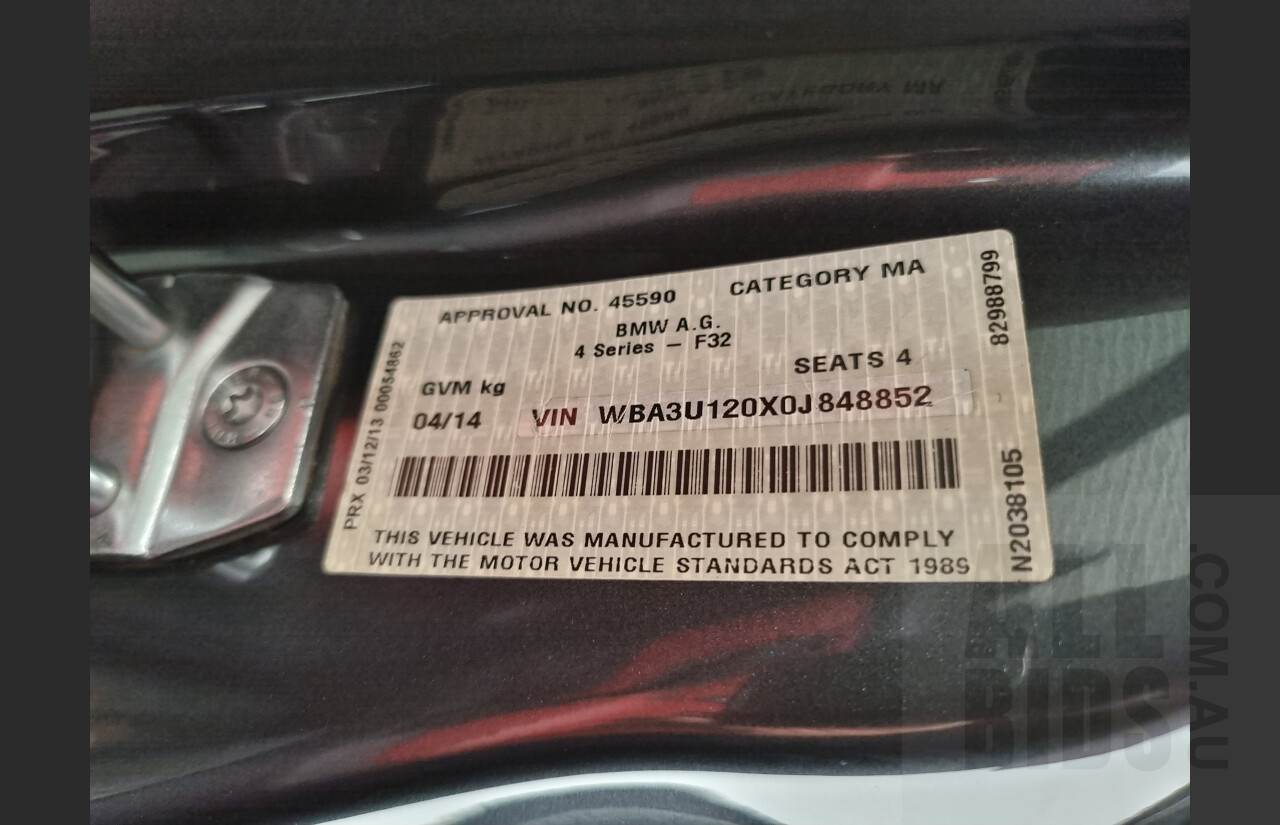 APPROVAL NO. 45590 CATEGORY MA
BMW A.G.
4 Series – F32
SEATS 4
GVM kg
04/14 VIN WBA3U120X0J848852
THIS VEHICLE WAS MANUFACTURED TO COMPLY
WITH THE MOTOR VEHICLE STANDARDS ACT 1989
PRX 03/12/13 00054862
82988799
N2038105
ALL
BIDS
.COM.AU